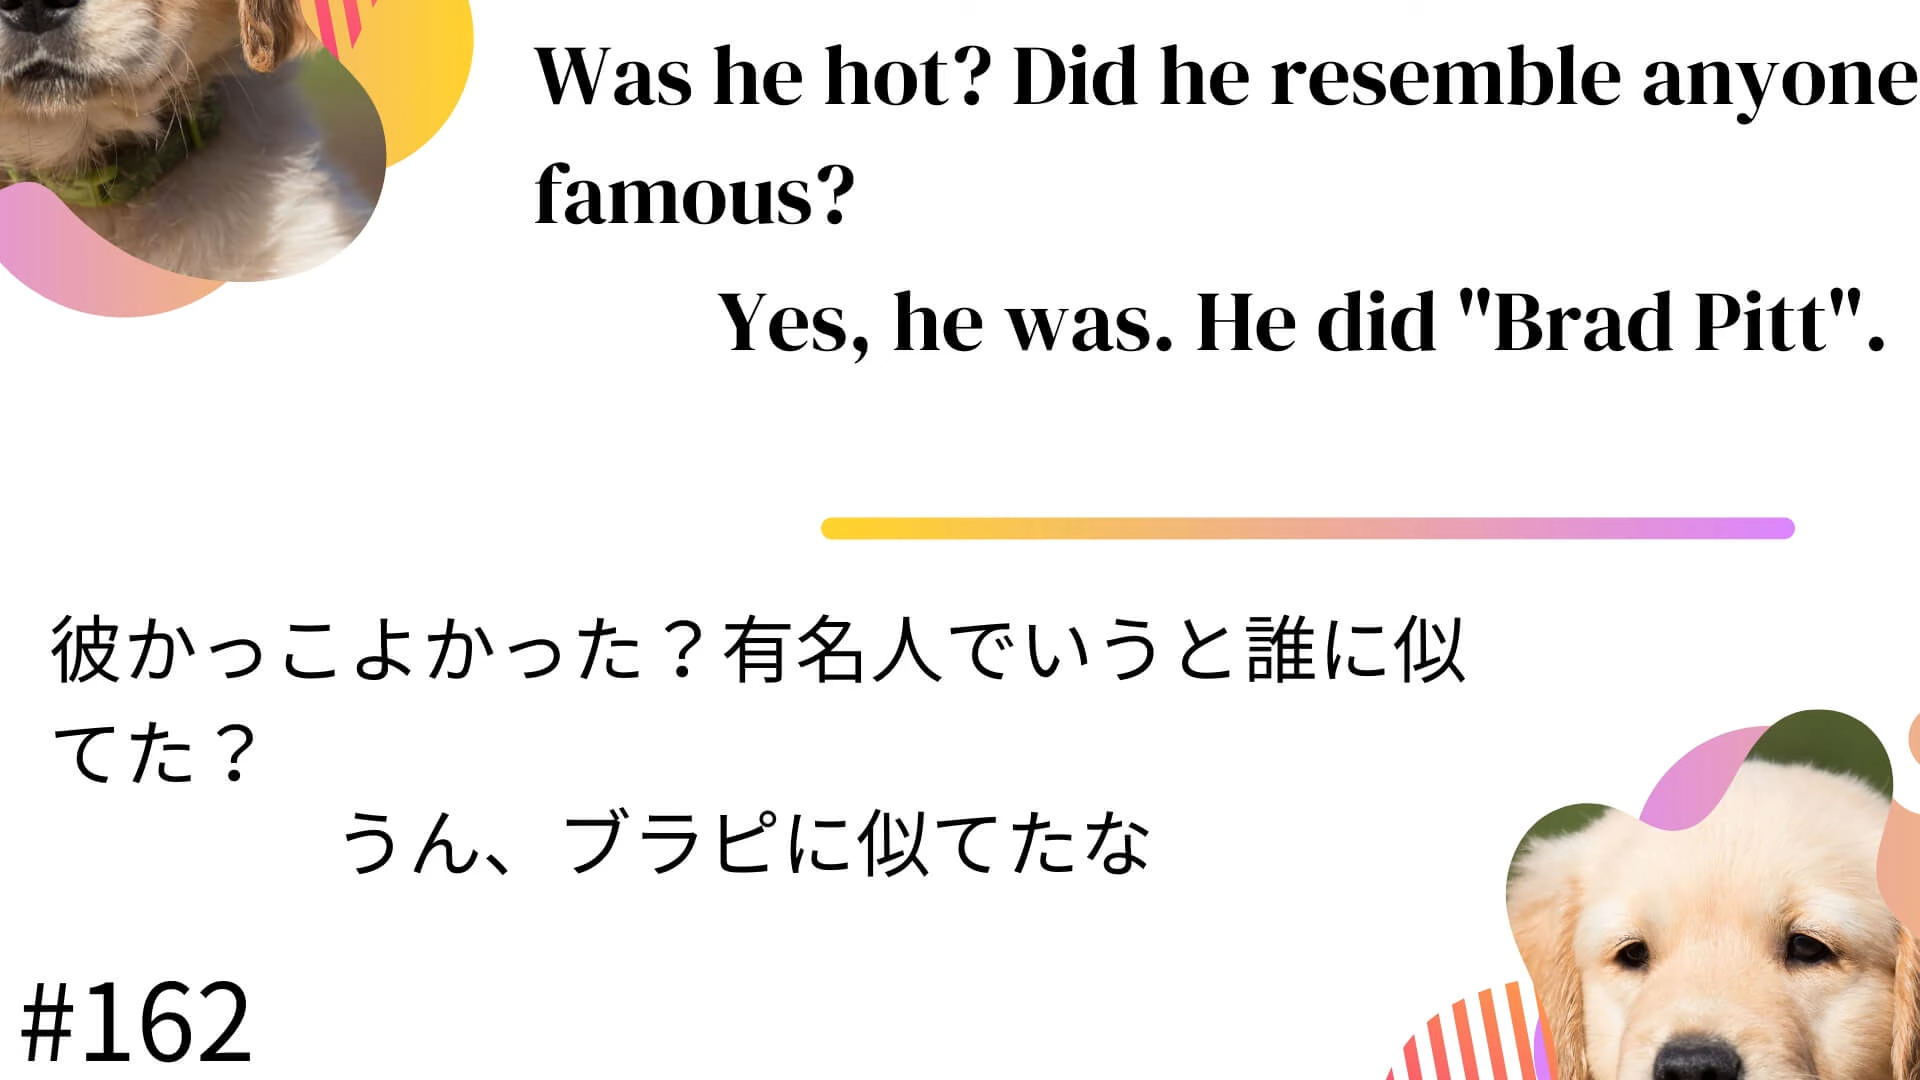 Was he hot? Did he resemble anyone
famous?
Yes, he was. He did "Brad Pitt".
彼かっこよかった？有名人でいうと誰に似
てた？
うん、ブラピに似てたな
#162